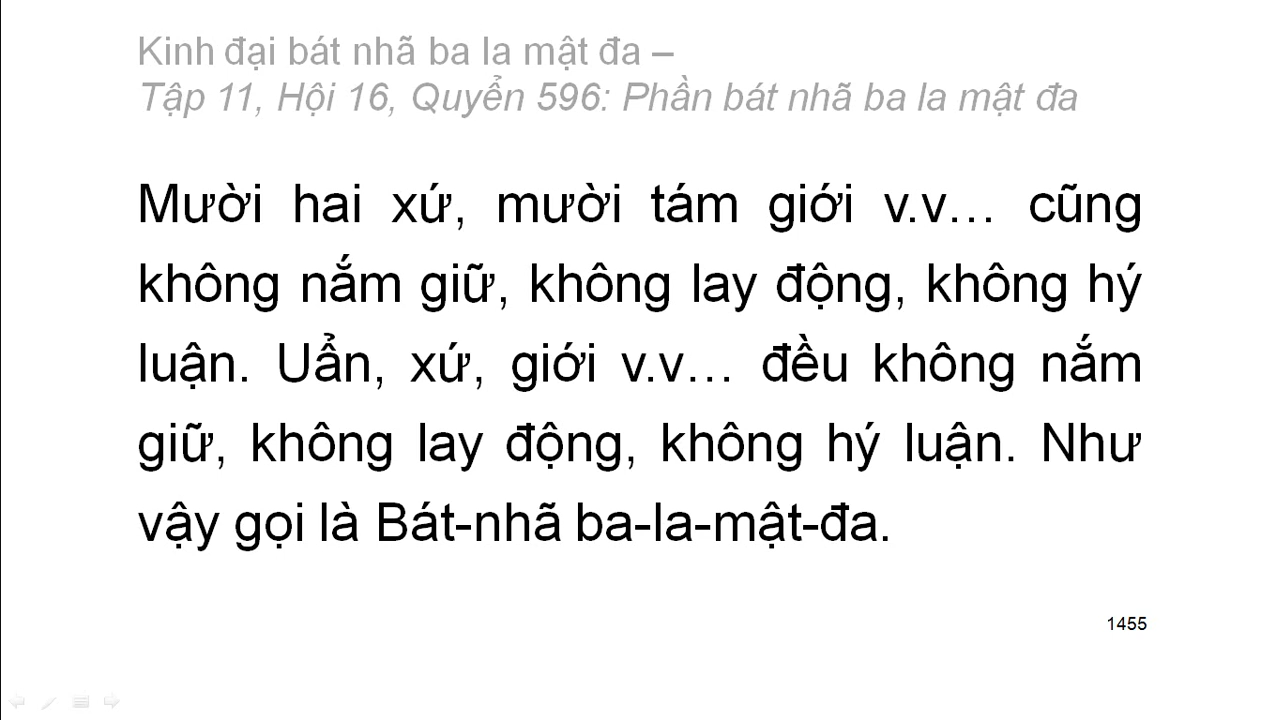 Kinh đại bát nhã ba la mật đa –
Tập 11, Hội 16, Quyển 596: Phần bát nhã ba la mật đa
Mười hai xứ, mười tám giới v.v… cũng
không nắm giữ, không lay động, không hý
luận. Uẩn, xứ, giới v.v… đều không nắm
giữ, không lay động, không hý luận. Như
vậy gọi là Bát-nhã ba-la-mật-đa.
1455